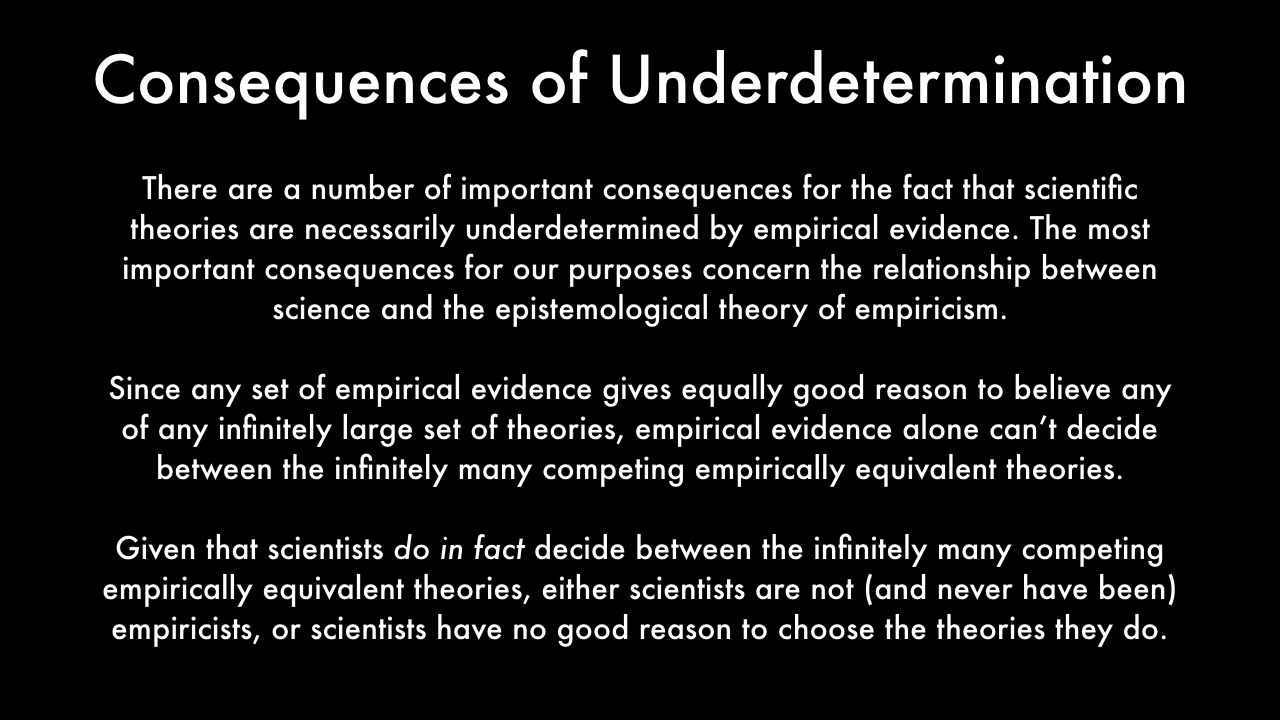 Consequences of Underdetermination
There are a number of important consequences for the fact that scientific
theories are necessarily underdetermined by empirical evidence. The most
important consequences for our purposes concern the relationship between
science and the epistemological theory of empiricism.
Since any set of empirical evidence gives equally good reason to believe any
of any infinitely large set of theories, empirical evidence alone can’t decide
between the infinitely many competing empirically equivalent theories.
Given that scientists do in fact decide between the infinitely many competing
empirically equivalent theories, either scientists are not (and never have been)
empiricists, or scientists have no good reason to choose the theories they do.